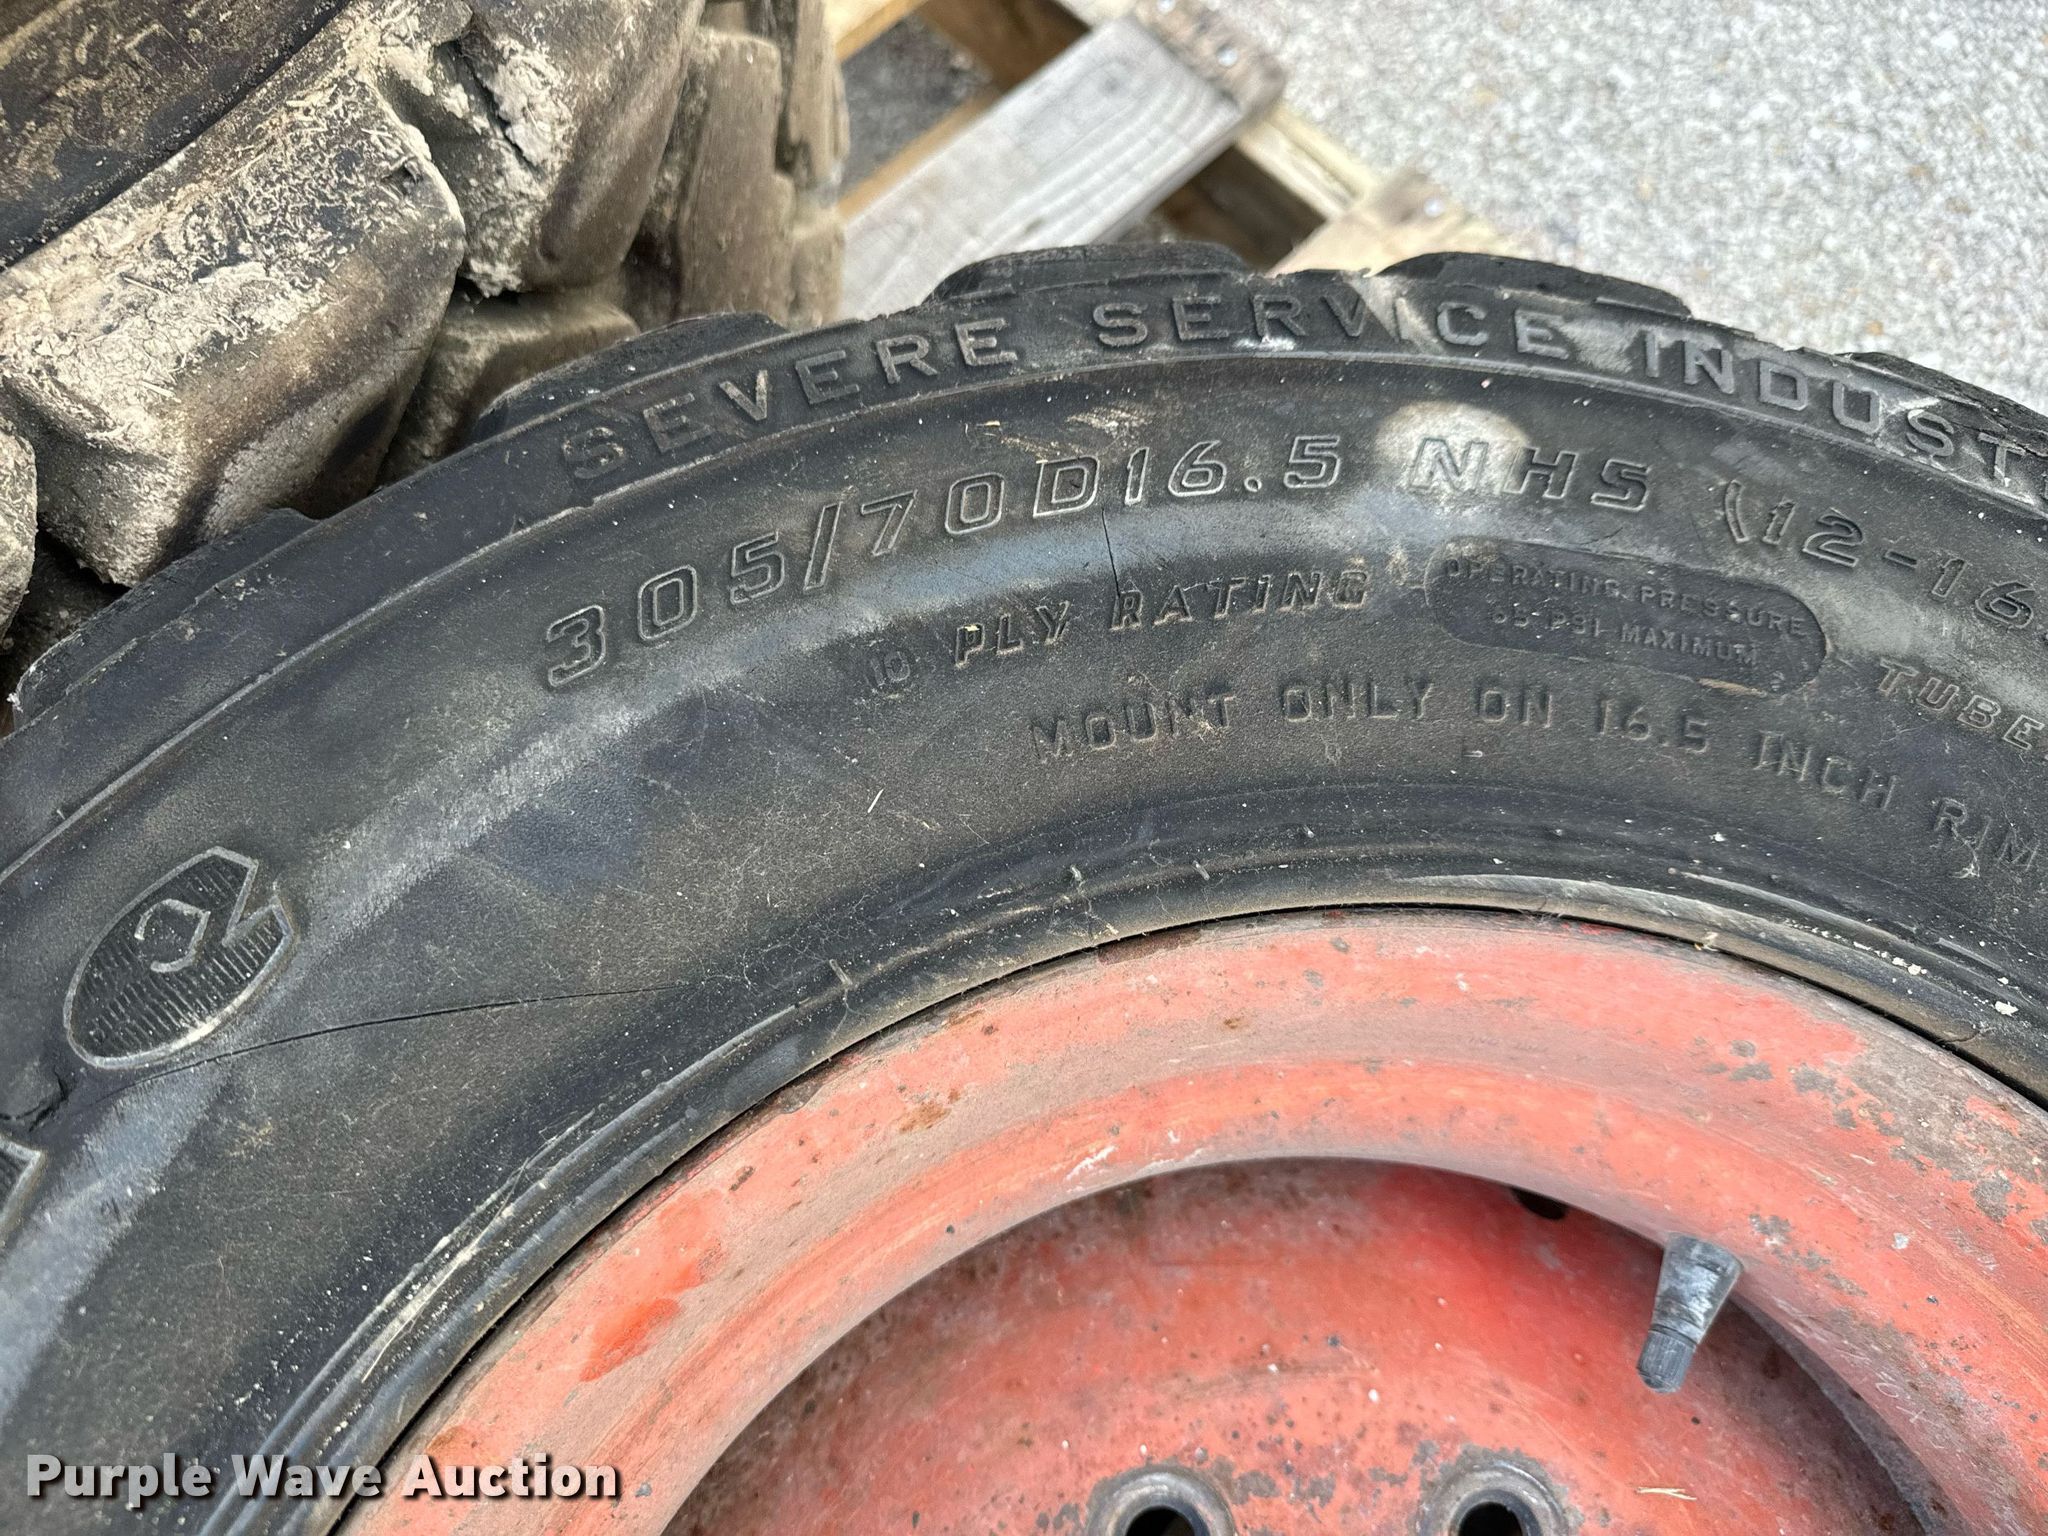 SEVERE SERVICE INDUST
305/70D16.5 NHS (12-16.
10 PLY RATING
OPERATING PRESSURE
65 PSI MAXIMUM
TUBE
MOUNT ONLY ON 16.5 INCH RIM
Purple Wave Auction